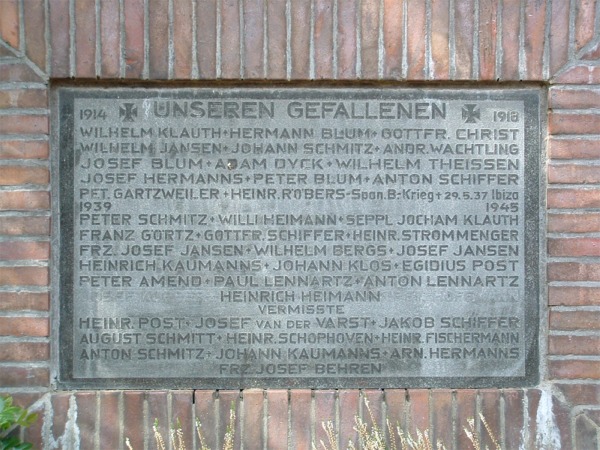 1914 ✠ UNSEREN GEFALLENEN ✠ 1918
WILHELM KLAUTH + HERMANN BLUM + GOTTFR. CHRIST
WILHELM JANSEN + JOHANN SCHMITZ + ANDR. WACHTLING
JOSEF BLUM + ADAM DYCK + WILHELM THEISSEN
JOSEF HERMANNS + PETER BLUM + ANTON SCHIFFER
PET. GARTZWEILER + HEINR. RÖBERS - Span. B.-Krieg + 29.5.37 Ibiza
1939 1945
PETER SCHMITZ + WILLI HEIMANN + SEPPL JOCHAM KLAUTH
FRANZ GÖRTZ + GOTTFR. SCHIFFER + HEINR. STROMMENGER
FRZ. JOSEF JANSEN + WILHELM BERGS + JOSEF JANSEN
HEINRICH KAUMANNS + JOHANN KLOS + EGIDIUS POST
PETER AMEND + PAUL LENNARTZ + ANTON LENNARTZ
HEINRICH HEIMANN
VERMISSTE
HEINR. POST + JOSEF VAN DER VARST + JAKOB SCHIFFER
AUGUST SCHMITT + HEINR. SCHOPHOVEN + HEINR. FISCHERMANN
ANTON SCHMITZ + JOHANN KAUMANNS + ARN. HERMANNS
FRZ. JOSEF BEHREN